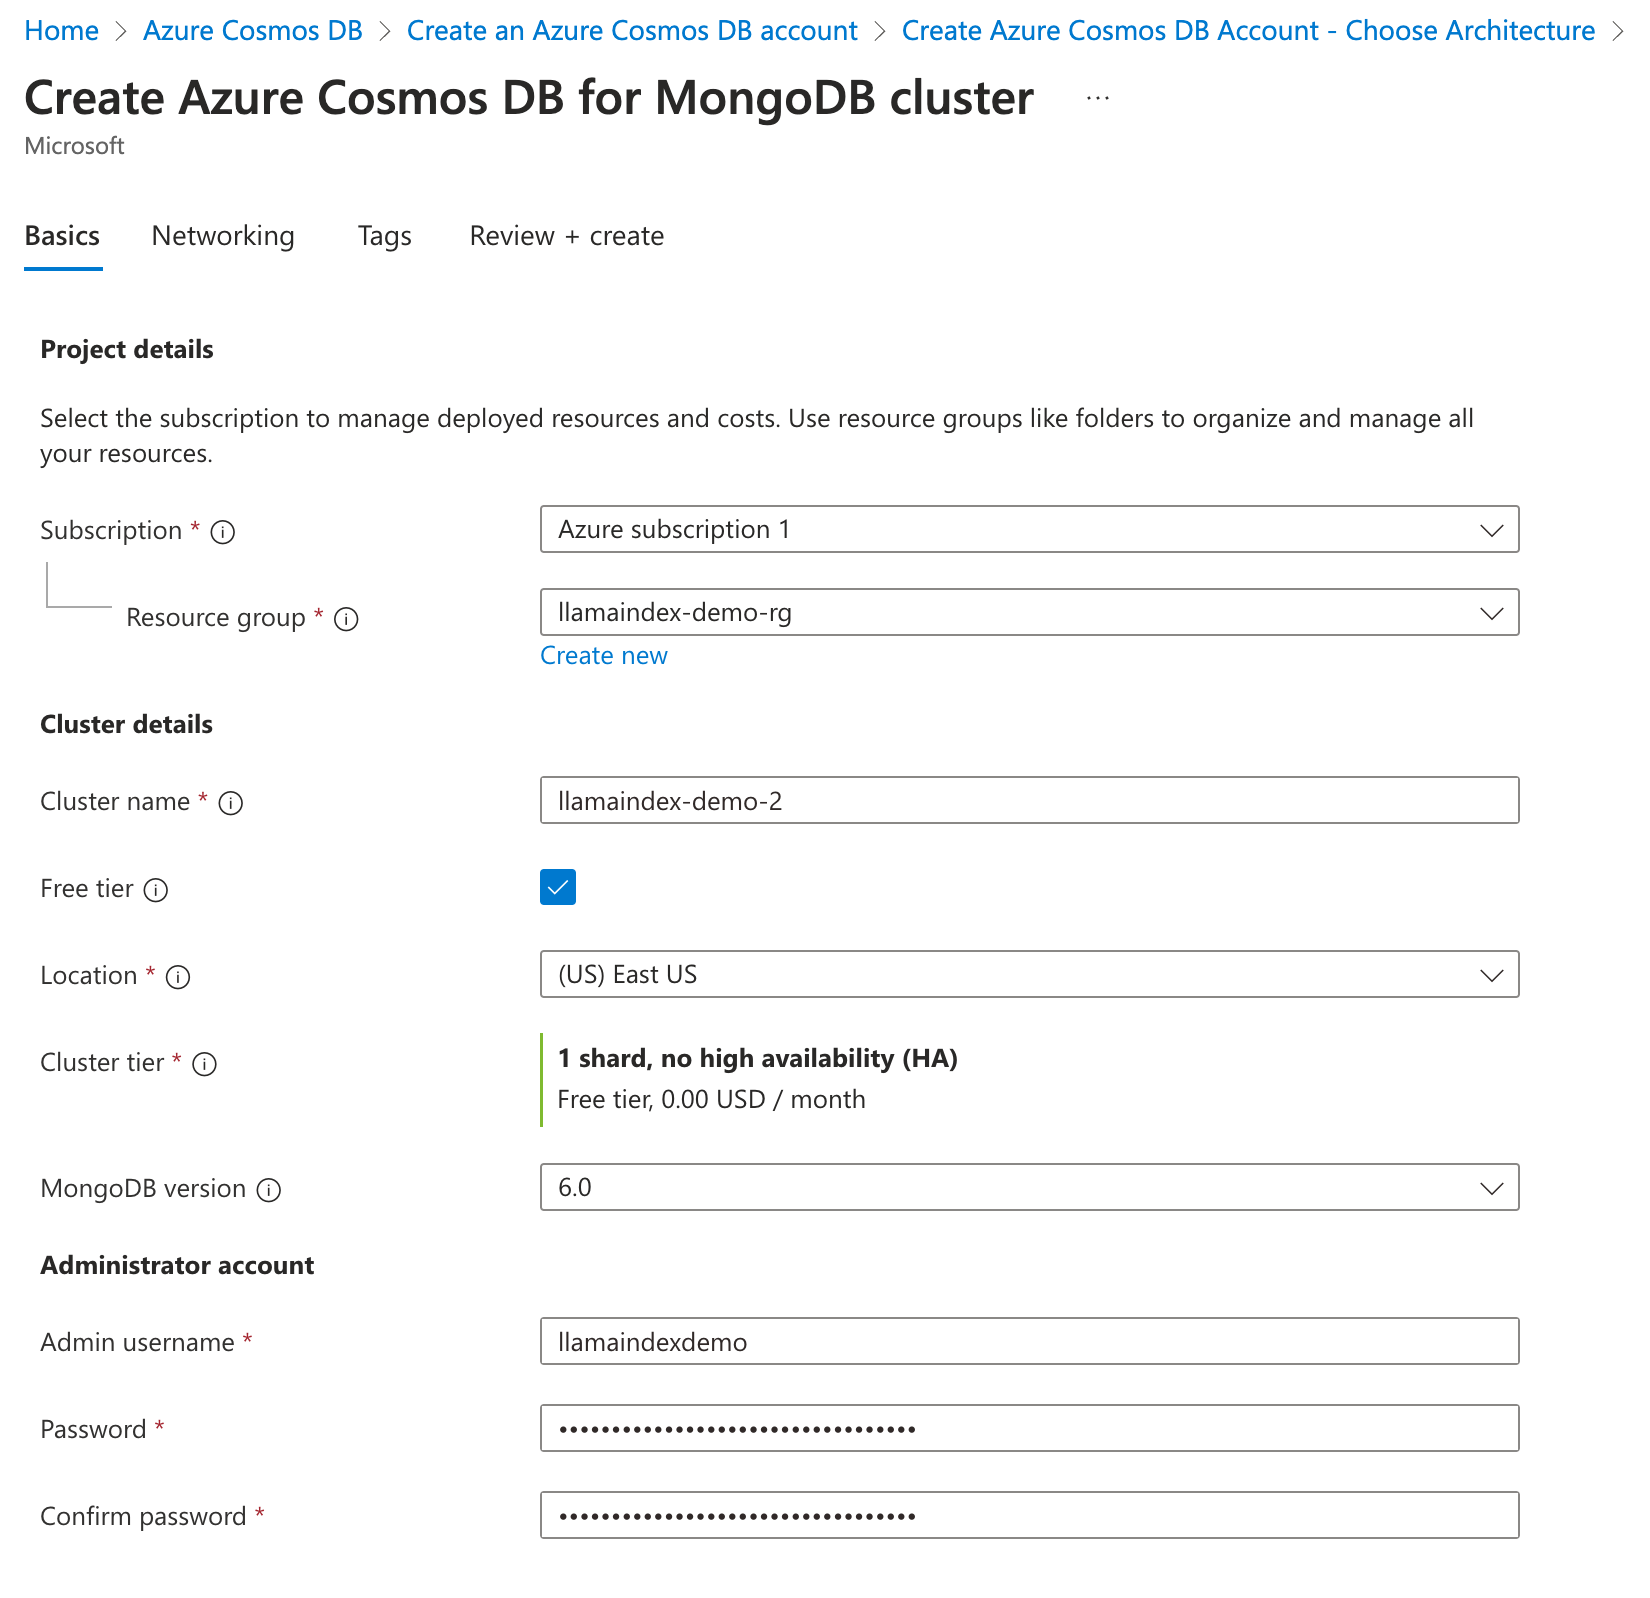 Home > Azure Cosmos DB > Create an Azure Cosmos DB account > Create Azure Cosmos DB Account - Choose Architecture >
Create Azure Cosmos DB for MongoDB cluster ...
Microsoft
Basics Networking Tags Review + create
Project details
Select the subscription to manage deployed resources and costs. Use resource groups like folders to organize and manage all
your resources.
Subscription * Azure subscription 1
Resource group * llamaindex-demo-rg
Create new
Cluster details
Cluster name * llamaindex-demo-2
Free tier
Location * (US) East US
Cluster tier * 1 shard, no high availability (HA)
Free tier, 0.00 USD / month
MongoDB version 6.0
Administrator account
Admin username * llamaindexdemo
Password * ••••••••••••••••••••••••••••••••••
Confirm password * ••••••••••••••••••••••••••••••••••